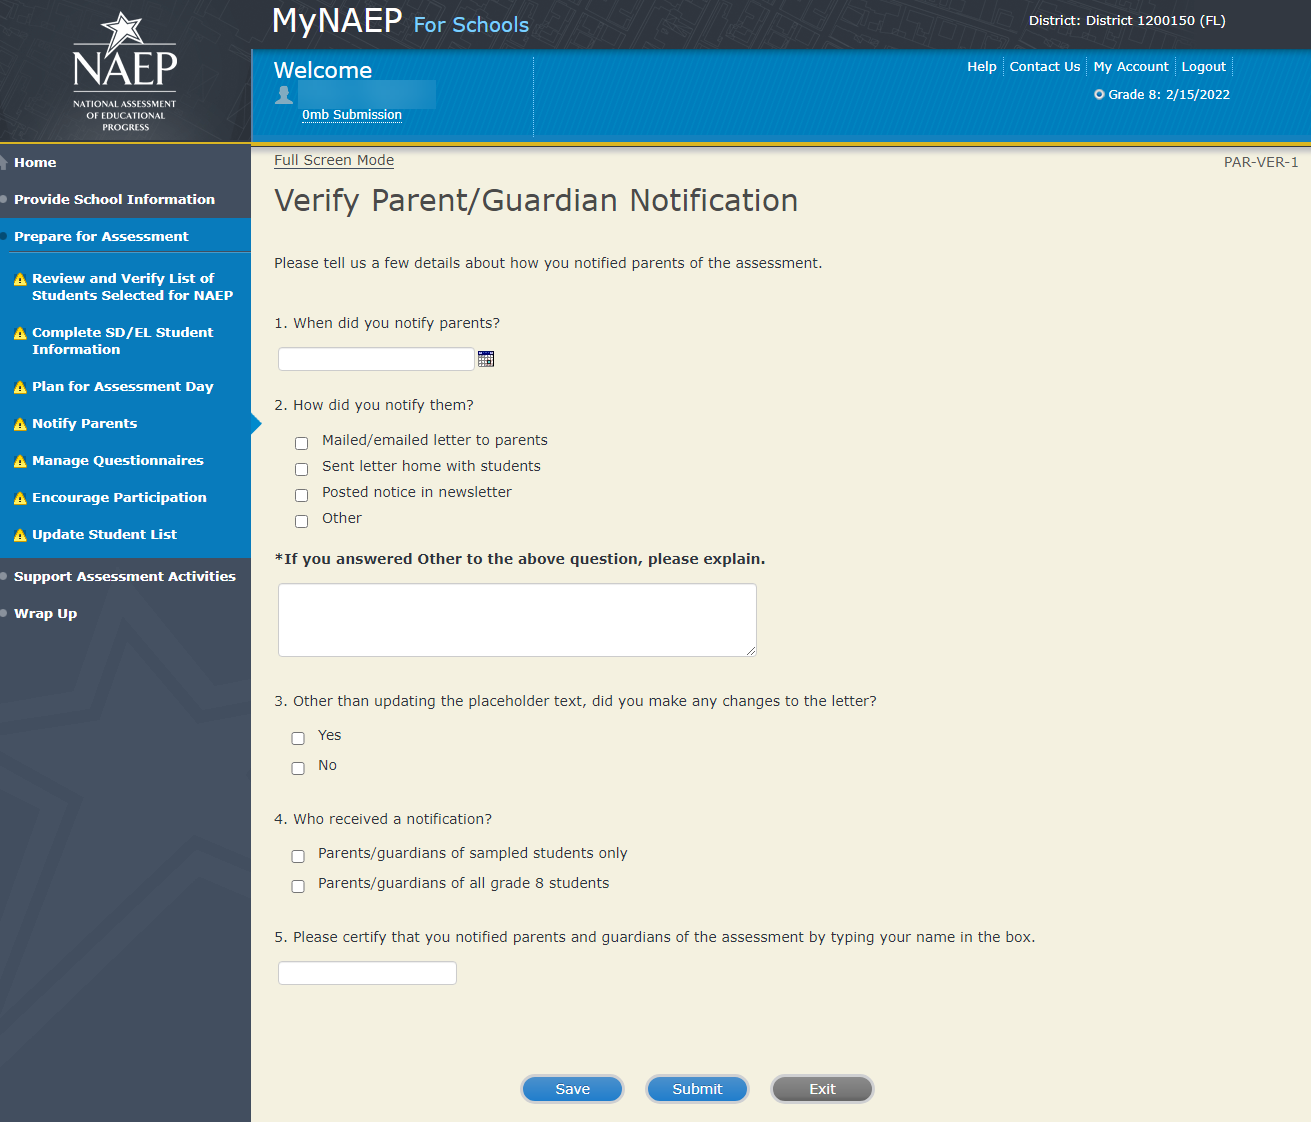 NAEP
NATIONAL ASSESSMENT
OF EDUCATIONAL
PROGRESS
MyNAEP For Schools
District: District 1200150 (FL)
Welcome
0mb Submission
Help
Contact Us
My Account
Logout
Grade 8: 2/15/2022
Home
Provide School Information
Prepare for Assessment
Review and Verify List of
Students Selected for NAEP
Complete SD/EL Student
Information
Plan for Assessment Day
Notify Parents
Manage Questionnaires
Encourage Participation
Update Student List
Support Assessment Activities
Wrap Up
Full Screen Mode
PAR-VER-1
Verify Parent/Guardian Notification
Please tell us a few details about how you notified parents of the assessment.
1. When did you notify parents?
2. How did you notify them?
Mailed/emailed letter to parents
Sent letter home with students
Posted notice in newsletter
Other
*If you answered Other to the above question, please explain.
3. Other than updating the placeholder text, did you make any changes to the letter?
Yes
No
4. Who received a notification?
Parents/guardians of sampled students only
Parents/guardians of all grade 8 students
5. Please certify that you notified parents and guardians of the assessment by typing your name in the box.
Save
Submit
Exit